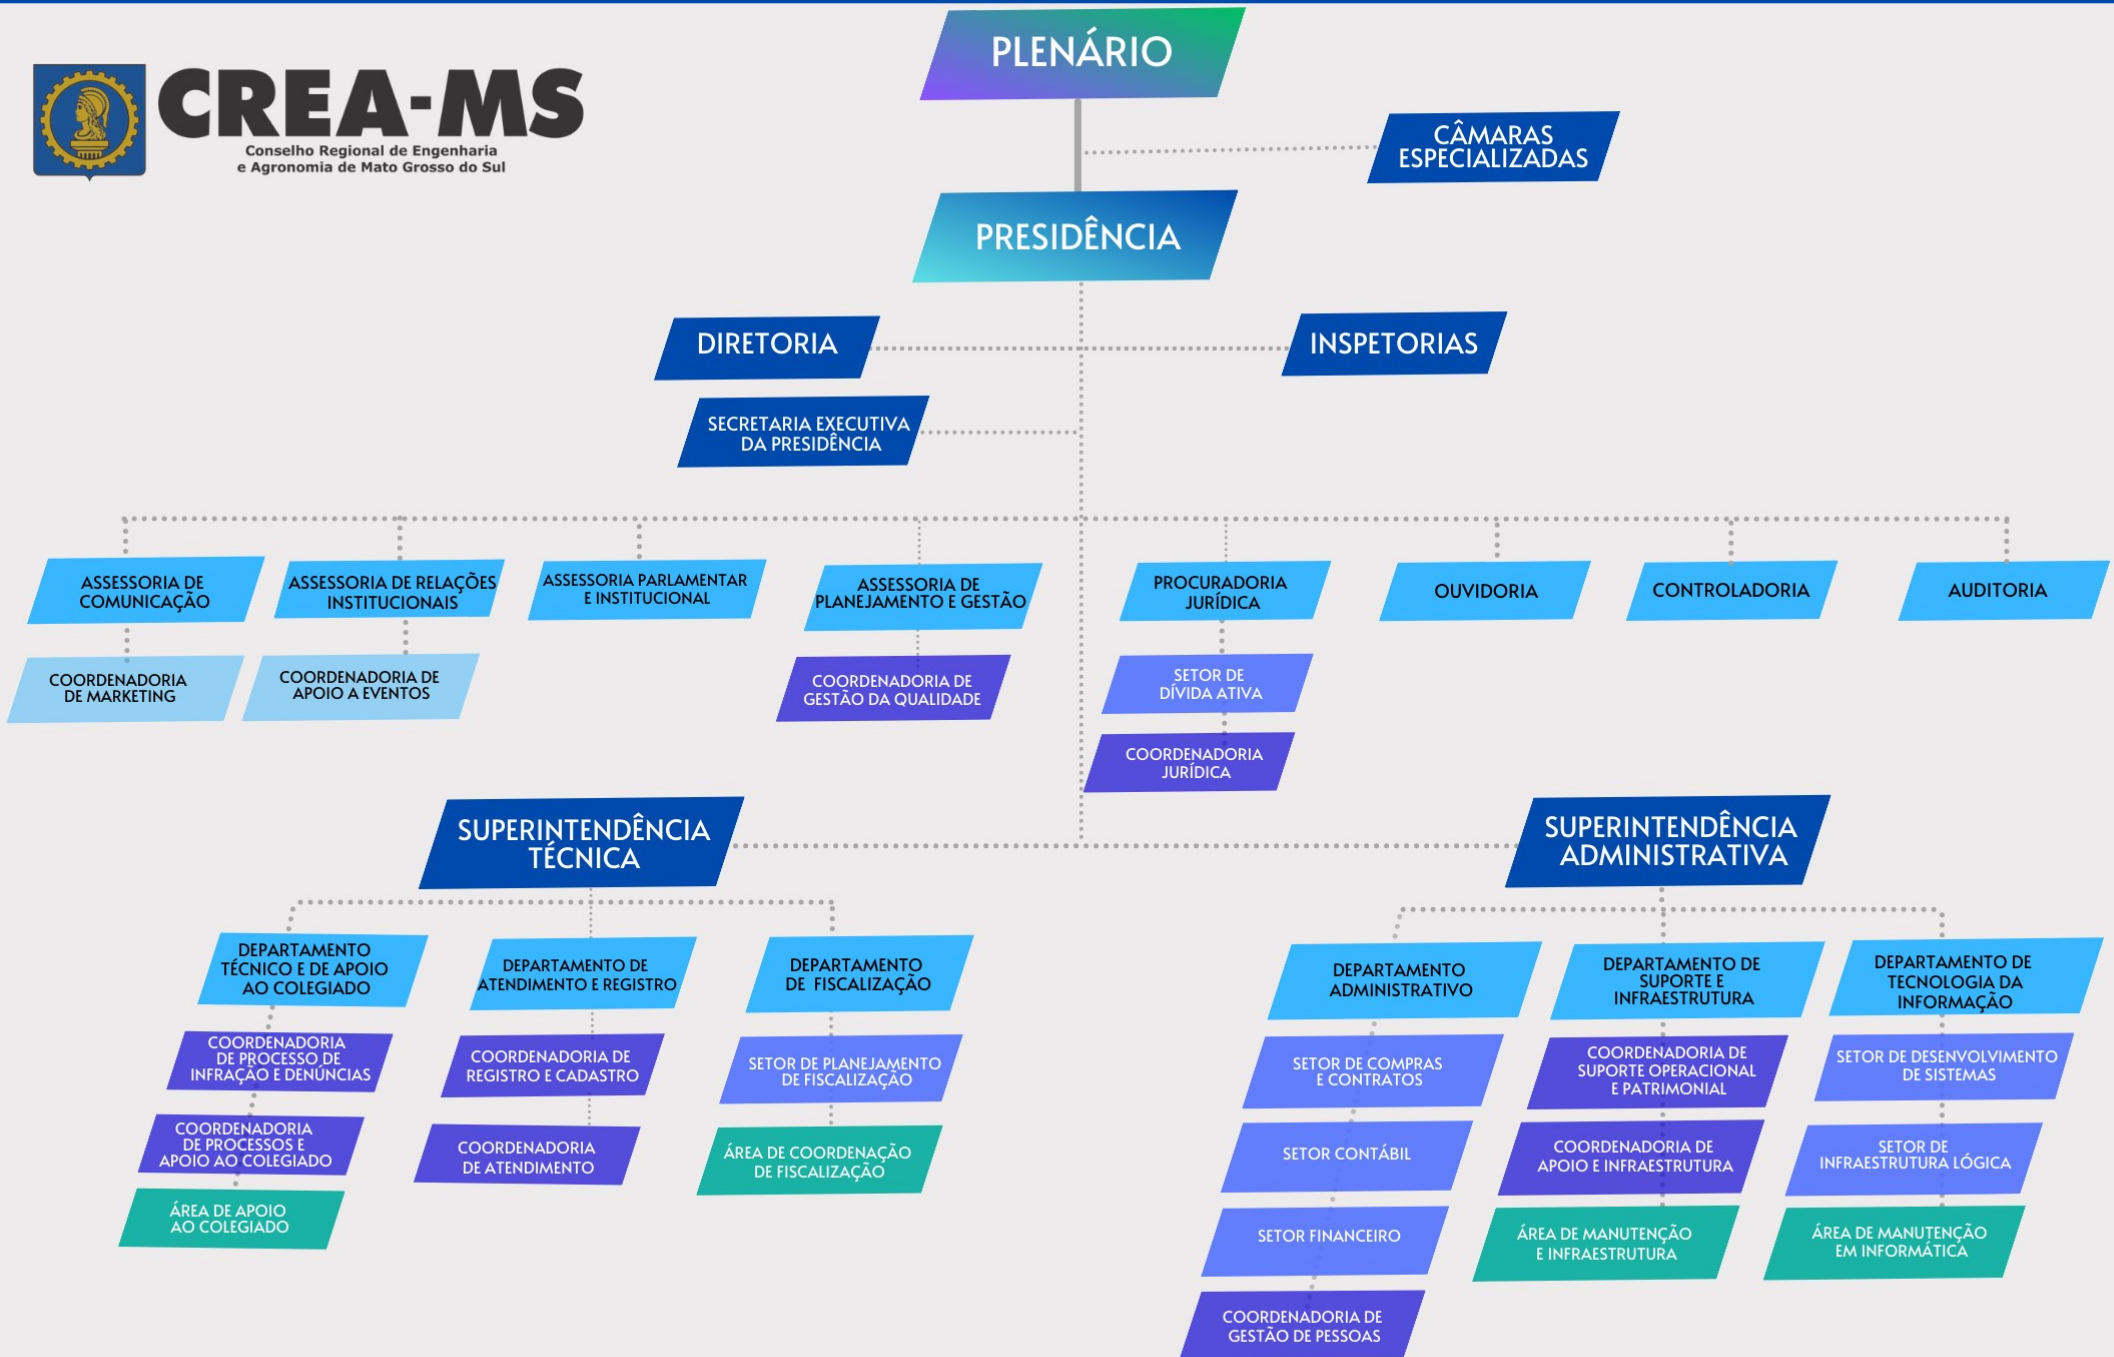 PLENÁRIO
CREA-MS
Conselho Regional de Engenharia
e Agronomia de Mato Grosso do Sul
CÂMARAS
ESPECIALIZADAS
PRESIDÊNCIA
DIRETORIA
INSPETORIAS
SECRETARIA EXECUTIVA
DA PRESIDÊNCIA
ASSESSORIA DE
COMUNICAÇÃO
ASSESSORIA DE RELAÇÕES
INSTITUCIONAIS
ASSESSORIA PARLAMENTAR
E INSTITUCIONAL
ASSESSORIA DE
PLANEJAMENTO E GESTÃO
PROCURADORIA
JURÍDICA
OUVIDORIA
CONTROLADORIA
AUDITORIA
COORDENADORIA
DE MARKETING
COORDENADORIA DE
APOIO A EVENTOS
COORDENADORIA DE
GESTÃO DA QUALIDADE
SETOR DE
DÍVIDA ATIVA
COORDENADORIA
JURÍDICA
SUPERINTENDÊNCIA
TÉCNICA
SUPERINTENDÊNCIA
ADMINISTRATIVA
DEPARTAMENTO
TÉCNICO E DE APOIO
AO COLEGIADO
DEPARTAMENTO DE
ATENDIMENTO E REGISTRO
DEPARTAMENTO
DE FISCALIZAÇÃO
DEPARTAMENTO
ADMINISTRATIVO
DEPARTAMENTO DE
SUPORTE E
INFRAESTRUTURA
DEPARTAMENTO DE
TECNOLOGIA DA
INFORMAÇÃO
COORDENADORIA
DE PROCESSO DE
INFRAÇÃO E DENÚNCIAS
COORDENADORIA DE
REGISTRO E CADASTRO
SETOR DE PLANEJAMENTO
DE FISCALIZAÇÃO
SETOR DE COMPRAS
E CONTRATOS
COORDENADORIA DE
SUPORTE OPERACIONAL
E PATRIMONIAL
SETOR DE DESENVOLVIMENTO
DE SISTEMAS
COORDENADORIA
DE PROCESSOS E
APOIO AO COLEGIADO
COORDENADORIA
DE ATENDIMENTO
ÁREA DE COORDENAÇÃO
DE FISCALIZAÇÃO
SETOR CONTÁBIL
COORDENADORIA DE
APOIO E INFRAESTRUTURA
SETOR DE
INFRAESTRUTURA LÓGICA
ÁREA DE APOIO
AO COLEGIADO
SETOR FINANCEIRO
ÁREA DE MANUTENÇÃO
E INFRAESTRUTURA
ÁREA DE MANUTENÇÃO
EM INFORMÁTICA
COORDENADORIA DE
GESTÃO DE PESSOAS